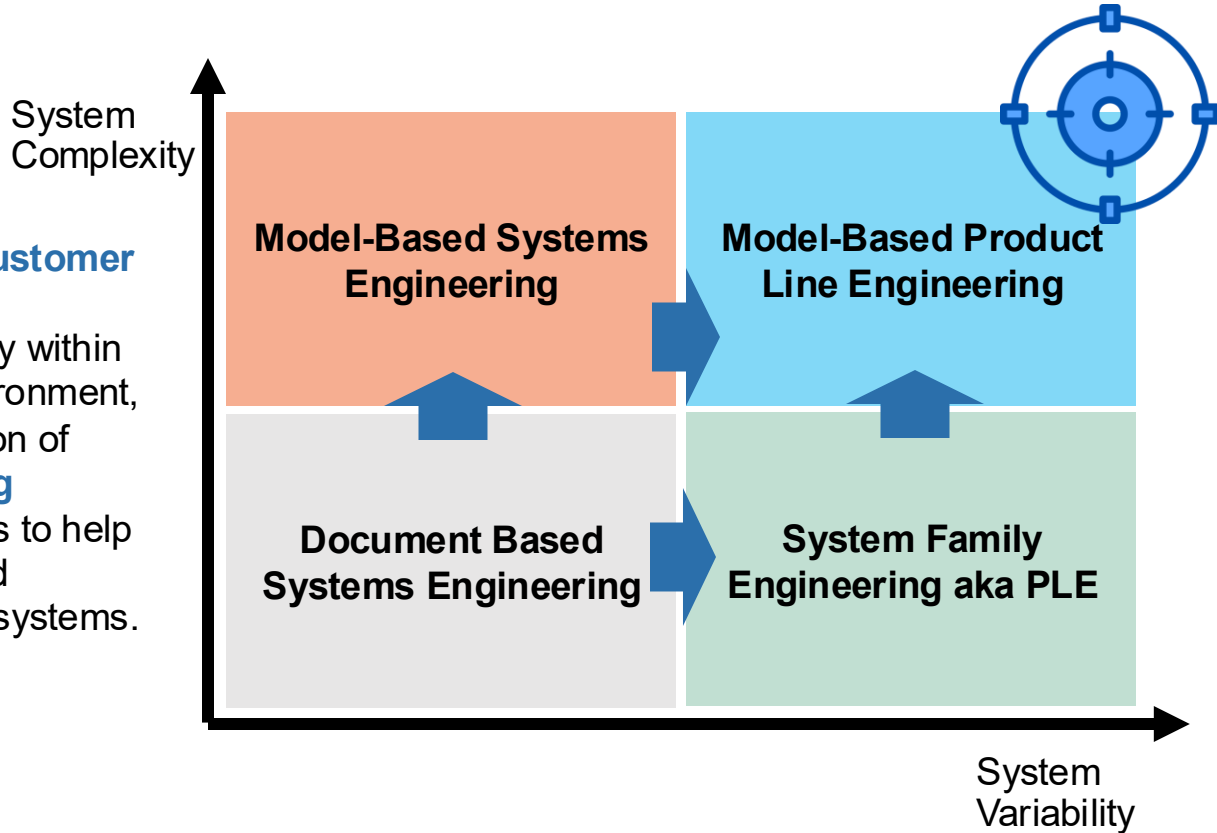 System
Complexity
ustomer
y within
ronment,
on of
g
s to help
d
systems.
Model-Based Systems
Engineering
Model-Based Product
Line Engineering
Document Based
Systems Engineering
System Family
Engineering aka PLE
System
Variability